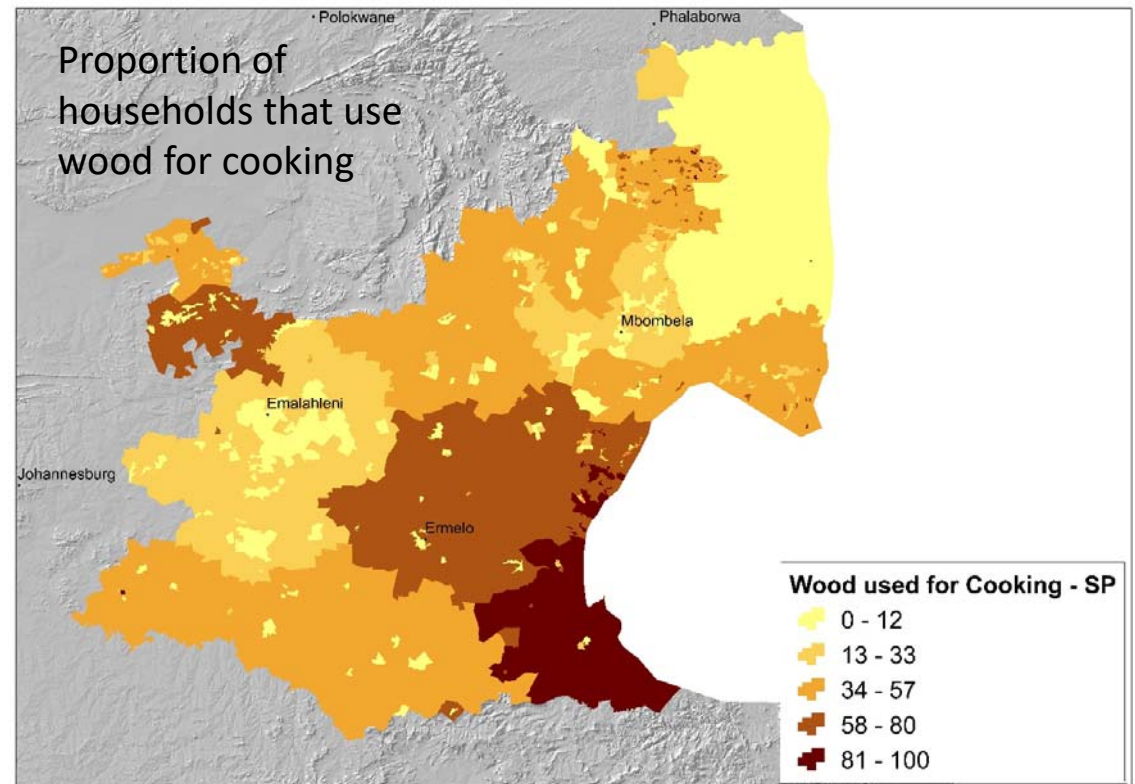 Polokwane
Phalaborwa
Proportion of
households that use
wood for cooking
Mbombela
Emalahleni
Johannesburg
Ermelo
Wood used for Cooking - SP
0 - 12
13 - 33
34 - 57
58 - 80
81 - 100